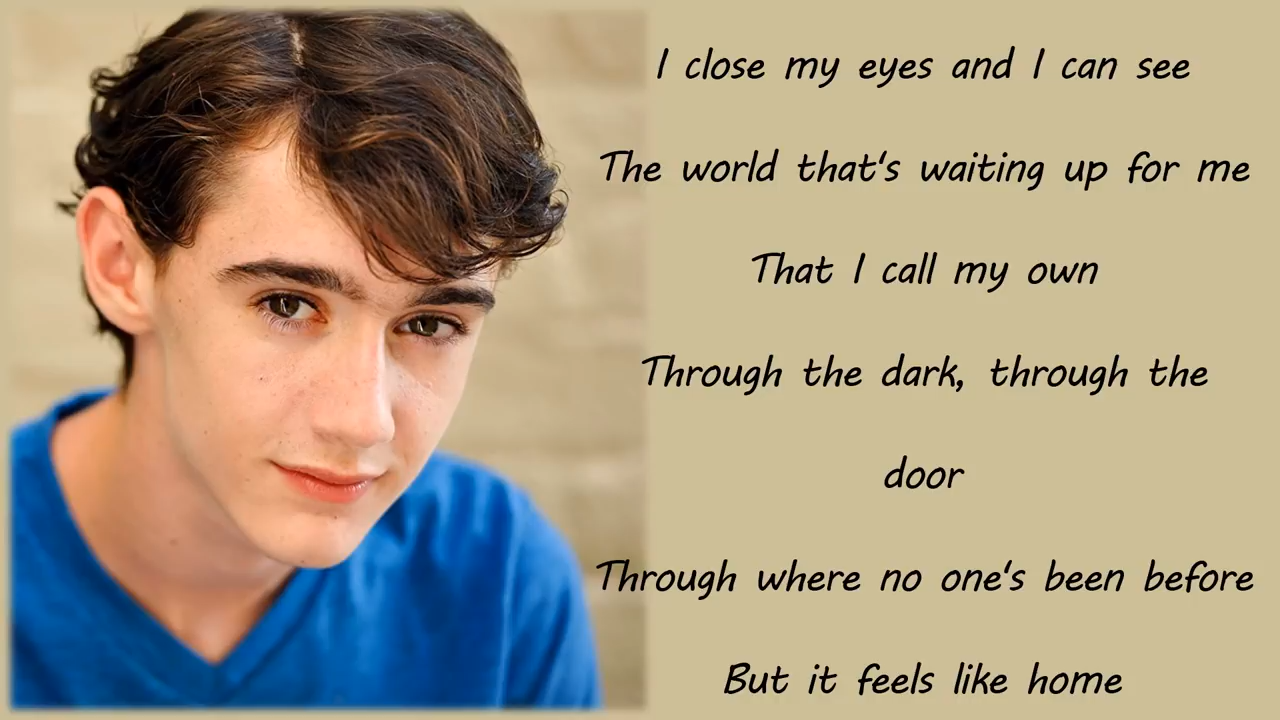 I close my eyes and I can see
The world that's waiting up for me
That I call my own
Through the dark, through the
door
Through where no one's been before
But it feels like home